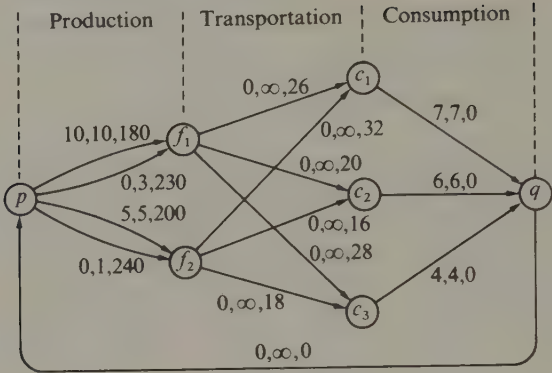 Production Transportation Consumption
c₁
0,∞,26
10,10,180
f₁
0,∞,32
7,7,0
0,3,230
0,∞,20
p
5,5,200
c₂
6,6,0
q
0,∞,16
0,1,240
f₂
0,∞,28
0,∞,18
4,4,0
c₃
0,∞,0